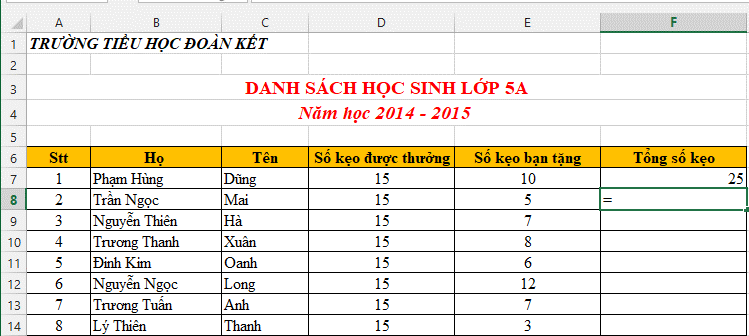 A B C D E F
1 TRƯỜNG TIỂU HỌC ĐOÀN KẾT
2
3 DANH SÁCH HỌC SINH LỚP 5A
4 Năm học 2014 - 2015
5
6 Stt Họ Tên Số kẹo được thưởng Số kẹo bạn tặng Tổng số kẹo
7 1 Phạm Hùng Dũng 15 10 25
8 2 Trần Ngọc Mai 15 5 =
9 3 Nguyễn Thiên Hà 15 7
10 4 Trương Thanh Xuân 15 8
11 5 Đinh Kim Oanh 15 6
12 6 Nguyễn Ngọc Long 15 12
13 7 Trương Tuấn Anh 15 7
14 8 Lý Thiên Thanh 15 3